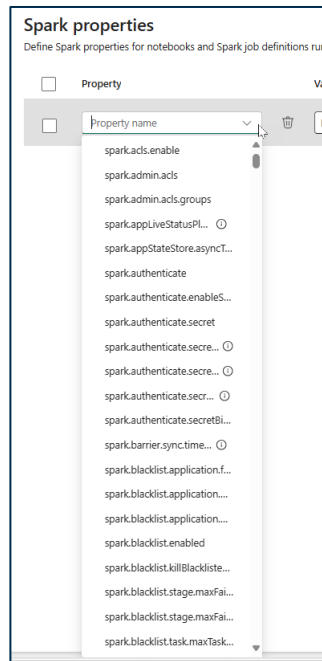 Spark properties
Define Spark properties for notebooks and Spark job definitions
Property
Property name
spark.acls.enable
spark.admin.acls
spark.admin.acls.groups
spark.appLiveStatusPl...
spark.appStateStore.asyncT...
spark.authenticate
spark.authenticate.enableS...
spark.authenticate.secret
spark.authenticate.secre...
spark.authenticate.secre...
spark.authenticate.secr...
spark.authenticate.secretBi...
spark.barrier.sync.time...
spark.blacklist.application.f...
spark.blacklist.application....
spark.blacklist.application....
spark.blacklist.enabled
spark.blacklist.killBlackliste...
spark.blacklist.stage.maxFai...
spark.blacklist.stage.maxFai...
spark.blacklist.task.maxTask...